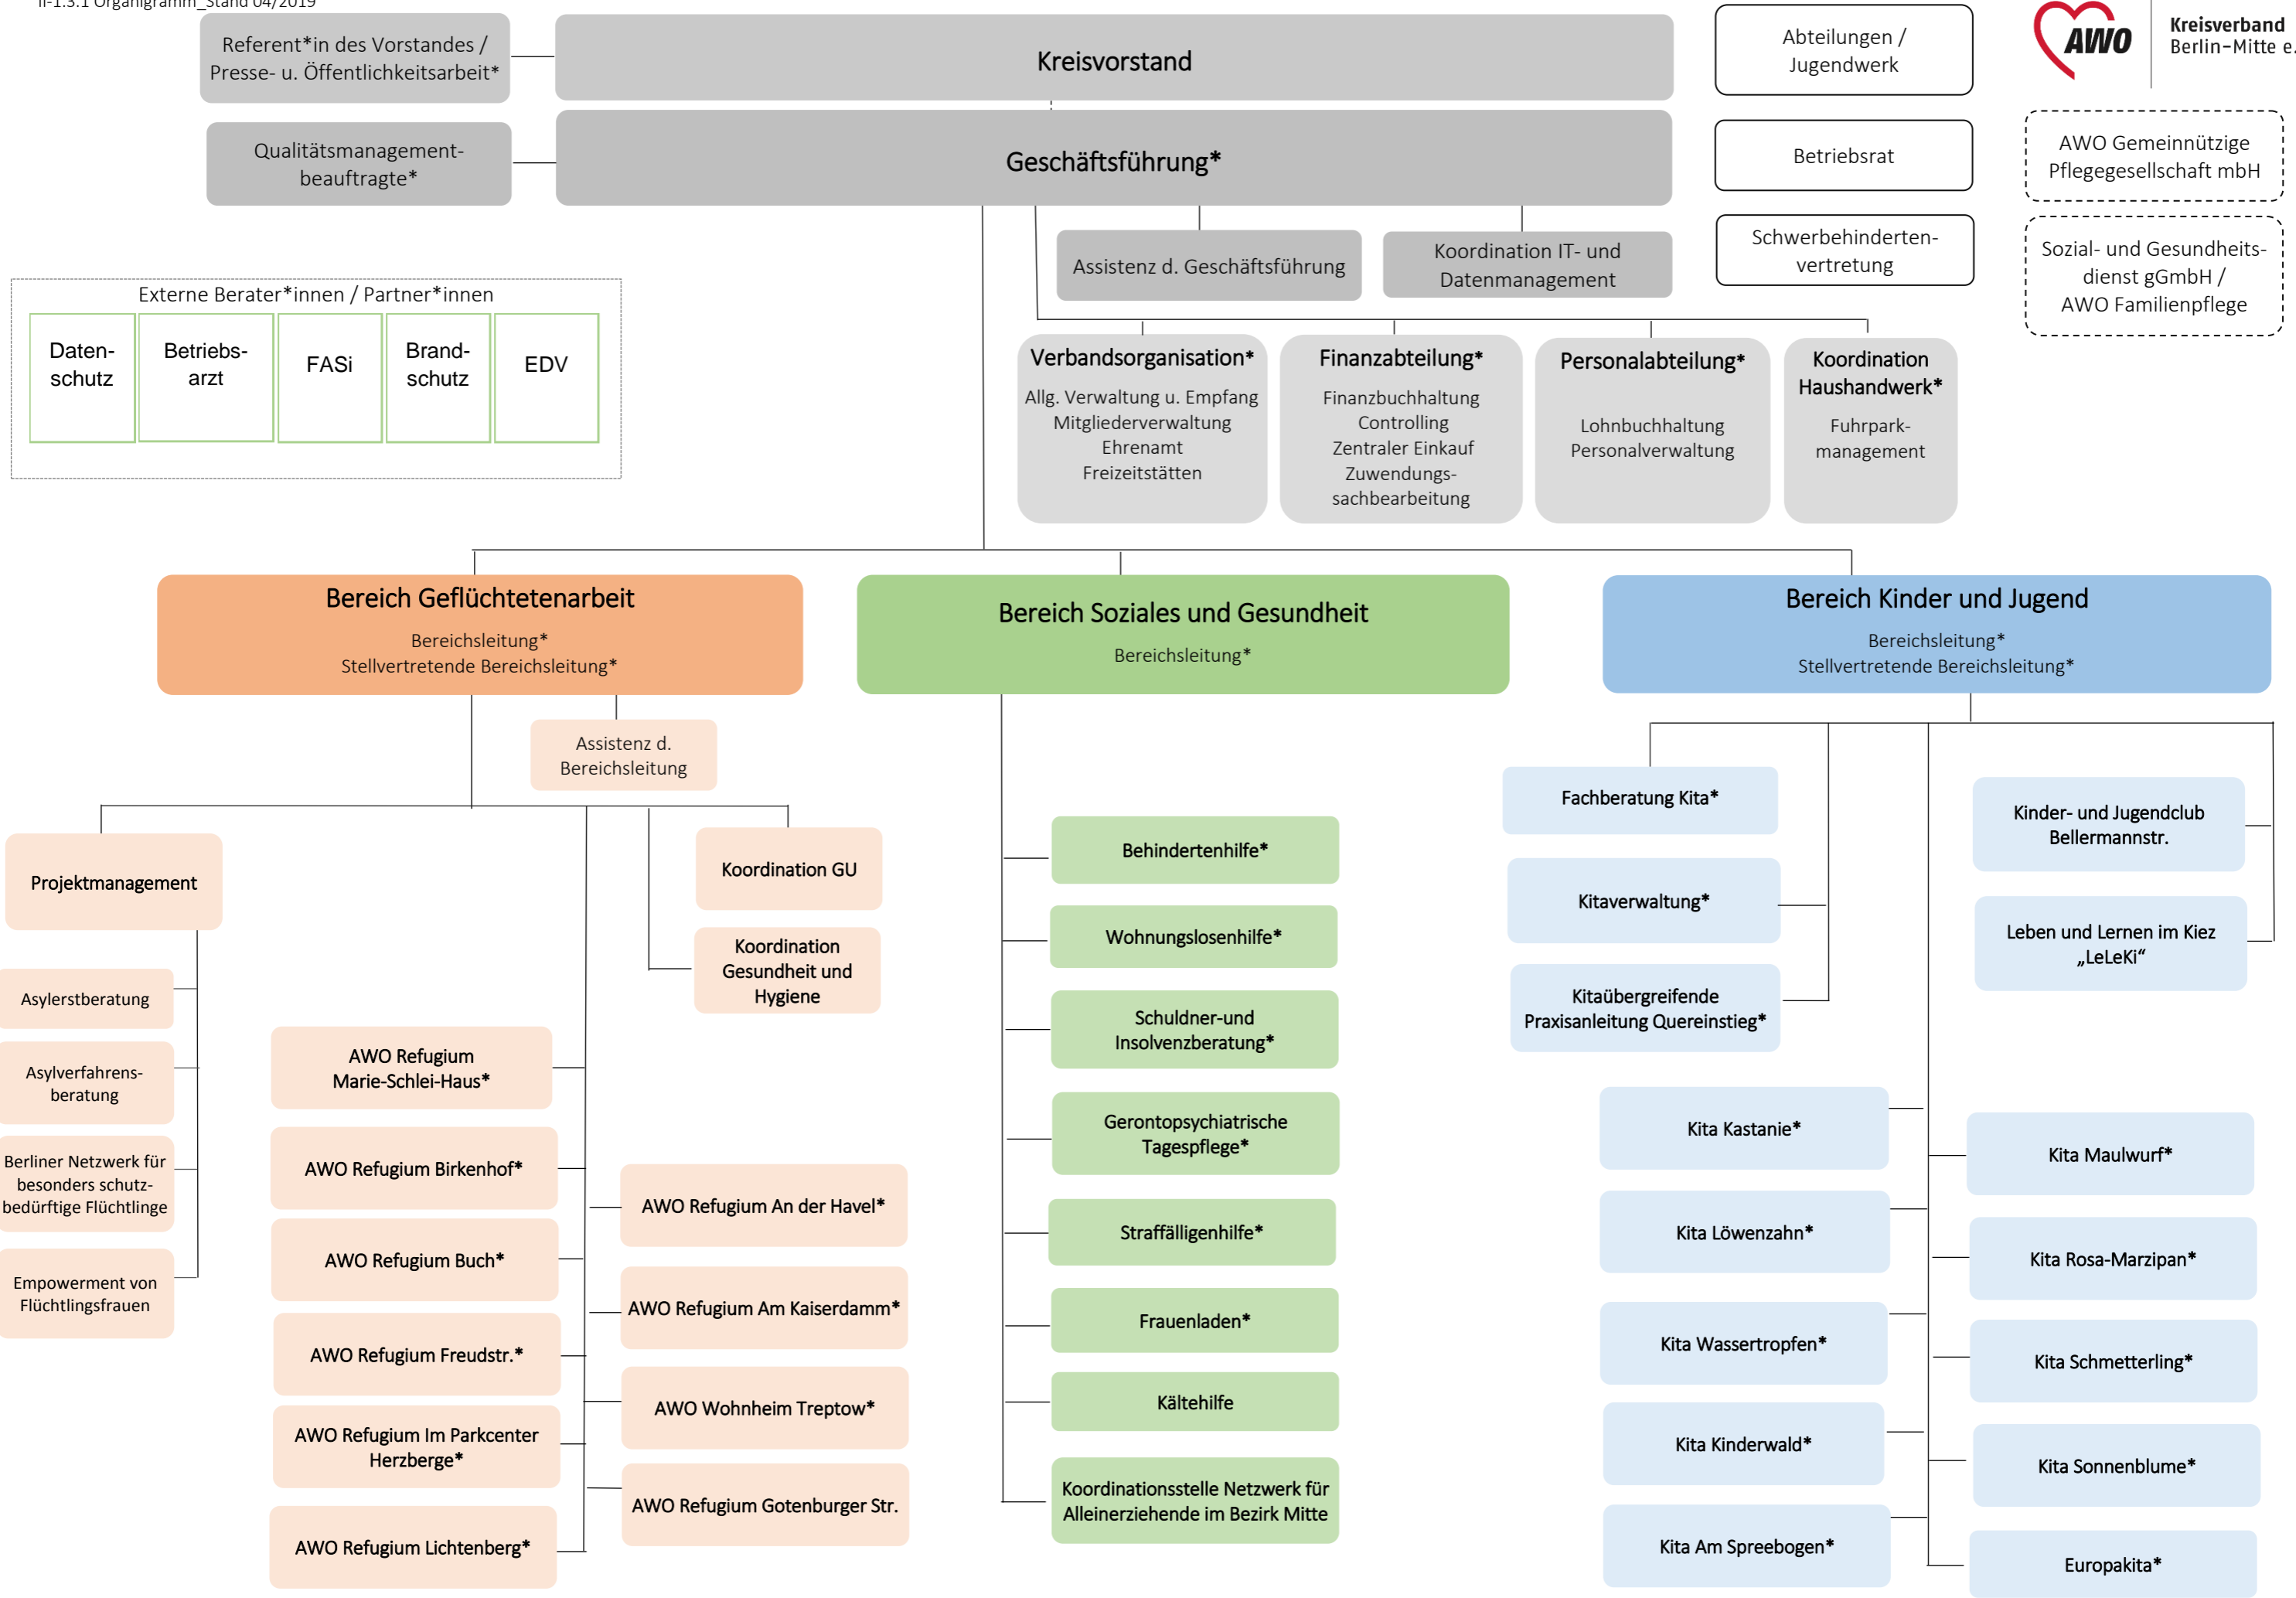 II-1.3.1 Organigramm_Stand 04/2019
Referent*in des Vorstandes /
Presse- u. Öffentlichkeitsarbeit*
Kreisvorstand
Abteilungen /
Jugendwerk
AWO
Kreisverband
Berlin-Mitte e.
Qualitätsmanagement-
beauftragte*
Geschäftsführung*
Betriebsrat
AWO Gemeinnützige
Pflegegesellschaft mbH
Assistenz d. Geschäftsführung
Koordination IT- und
Datenmanagement
Schwerbehinderten-
vertretung
Sozial- und Gesundheits-
dienst gGmbH /
AWO Familienpflege
Externe Berater*innen / Partner*innen
Daten-
schutz
Betriebs-
arzt
FASi
Brand-
schutz
EDV
Verbandsorganisation*
Allg. Verwaltung u. Empfang
Mitgliederverwaltung
Ehrenamt
Freizeitstätten
Finanzabteilung*
Finanzbuchhaltung
Controlling
Zentraler Einkauf
Zuwendungs-
sachbearbeitung
Personalabteilung*
Lohnbuchhaltung
Personalverwaltung
Koordination
Haushandwerk*
Fuhrpark-
management
Bereich Geflüchtetenarbeit
Bereichsleitung*
Stellvertretende Bereichsleitung*
Bereich Soziales und Gesundheit
Bereichsleitung*
Bereich Kinder und Jugend
Bereichsleitung*
Stellvertretende Bereichsleitung*
Assistenz d.
Bereichsleitung
Projektmanagement
Koordination GU
Koordination
Gesundheit und
Hygiene
Asylerstberatung
Asylverfahrens-
beratung
Berliner Netzwerk für
besonders schutz-
bedürftige Flüchtlinge
Empowerment von
Flüchtlingsfrauen
AWO Refugium
Marie-Schlei-Haus*
AWO Refugium Birkenhof*
AWO Refugium Buch*
AWO Refugium Freudstr.*
AWO Refugium Im Parkcenter
Herzberge*
AWO Refugium Lichtenberg*
AWO Refugium An der Havel*
AWO Refugium Am Kaiserdamm*
AWO Wohnheim Treptow*
AWO Refugium Gotenburger Str.
Behindertenhilfe*
Wohnungslosenhilfe*
Schuldner-und
Insolvenzberatung*
Gerontopsychiatrische
Tagespflege*
Straffälligenhilfe*
Frauenladen*
Kältehilfe
Koordinationsstelle Netzwerk für
Alleinerziehende im Bezirk Mitte
Fachberatung Kita*
Kitaverwaltung*
Kitaübergreifende
Praxisanleitung Quereinstieg*
Kinder- und Jugendclub
Bellermannstr.
Leben und Lernen im Kiez
„LeLeKi“
Kita Kastanie*
Kita Löwenzahn*
Kita Wassertropfen*
Kita Kinderwald*
Kita Am Spreebogen*
Kita Maulwurf*
Kita Rosa-Marzipan*
Kita Schmetterling*
Kita Sonnenblume*
Europakita*